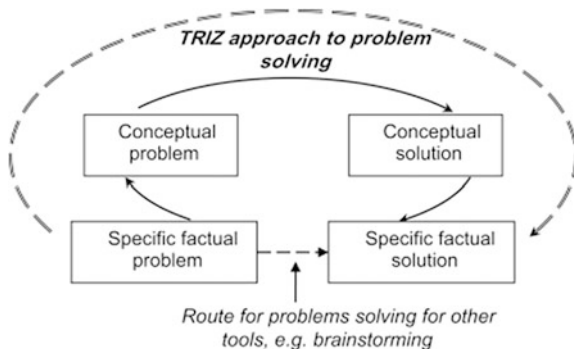 TRIZ approach to problem
solving
Conceptual
problem
Conceptual
solution
Specific factual
problem
Specific factual
solution
Route for problems solving for other
tools, e.g. brainstorming